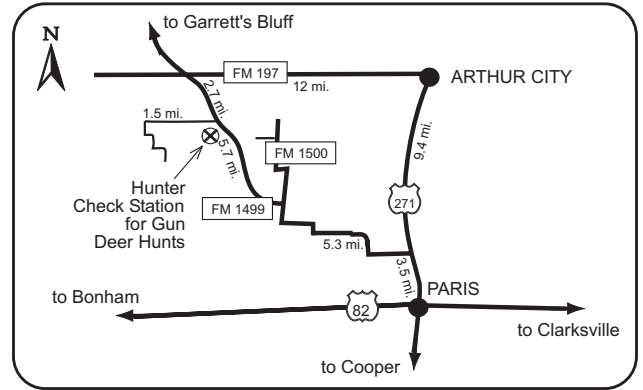 to Garrett's Bluff
N
FM 197
ARTHUR CITY
2.7 mi.
12 mi.
1.5 mi.
5.7 mi.
9.4 mi.
FM 1500
Hunter
Check Station
for Gun
Deer Hunts
FM 1499
271
5.3 mi.
3.5 mi.
PARIS
to Bonham
82
to Clarksville
to Cooper